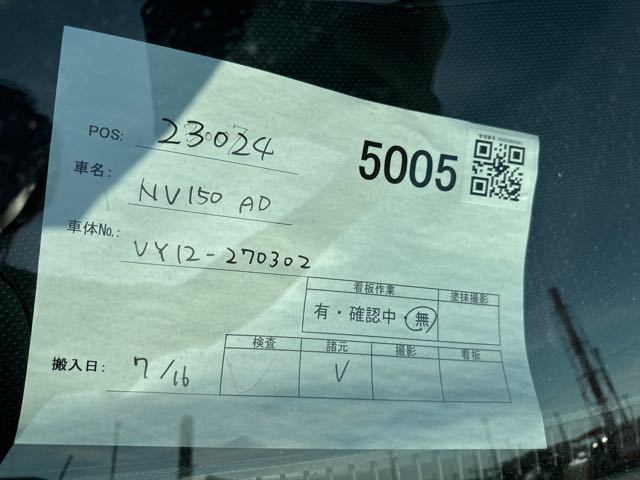 POS: 23024
5005
車名: NV150 AD
車体No.: VY12-270302
看板作業 塗抹撮影
有・確認中・無
検査 諸元 撮影 看板
搬入日: 7/16 V V